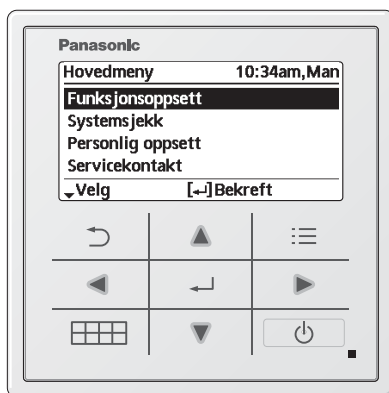 Panasonic
Hovedmeny 10:34am,Man
Funksjonsoppsett
Systemsjekk
Personlig oppsett
Servicekontakt
Velg [↵]Bekreft